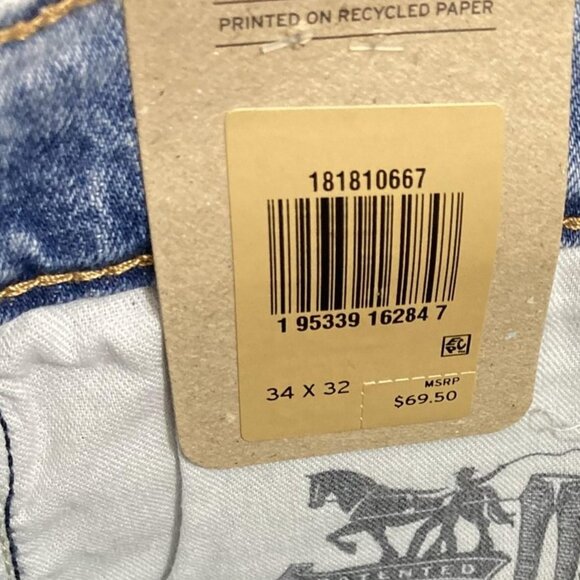 PRINTED ON RECYCLED PAPER
181810667
1 95339 16284 7
34 X 32
MSRP
$69.50